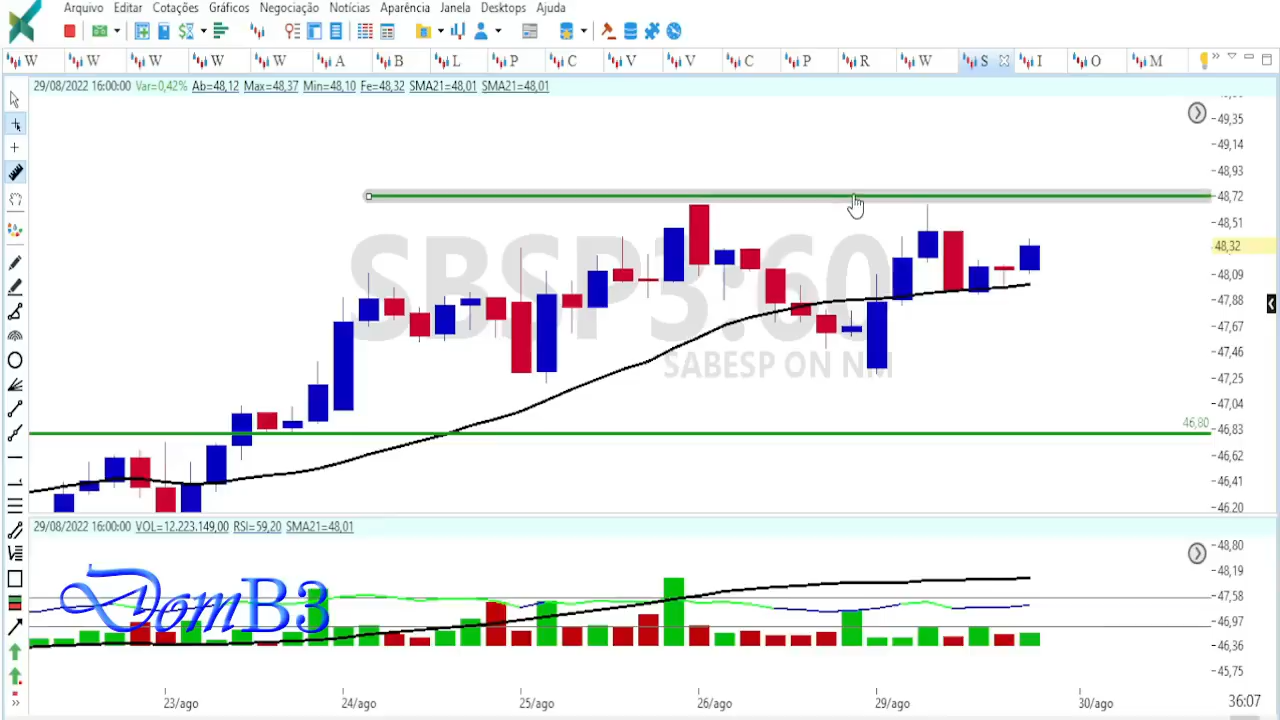 Arquivo Editar Cotações Gráficos Negociação Notícias Aparência Janela Desktops Ajuda
W W W W W A B L P C V V C P R W S I O M
29/08/2022 16:00:00 Var=0,42% Ab=48,12 Max=48,37 Min=48,10 Fe=48,32 SMA21=48,01 SMA21=48,01
49,35
49,14
48,93
48,72
48,51
48,32
48,09
47,88
47,67
47,46
47,25
47,04
46,80
46,83
46,62
46,41
46,20
SBSP3:60
SABESP ON NM
29/08/2022 16:00:00 VOL=12.223.149,00 RSI=59,20 SMA21=48,01
48,80
48,19
47,58
46,97
46,36
45,75
DomB3
23/ago 24/ago 25/ago 26/ago 29/ago 30/ago 36:07